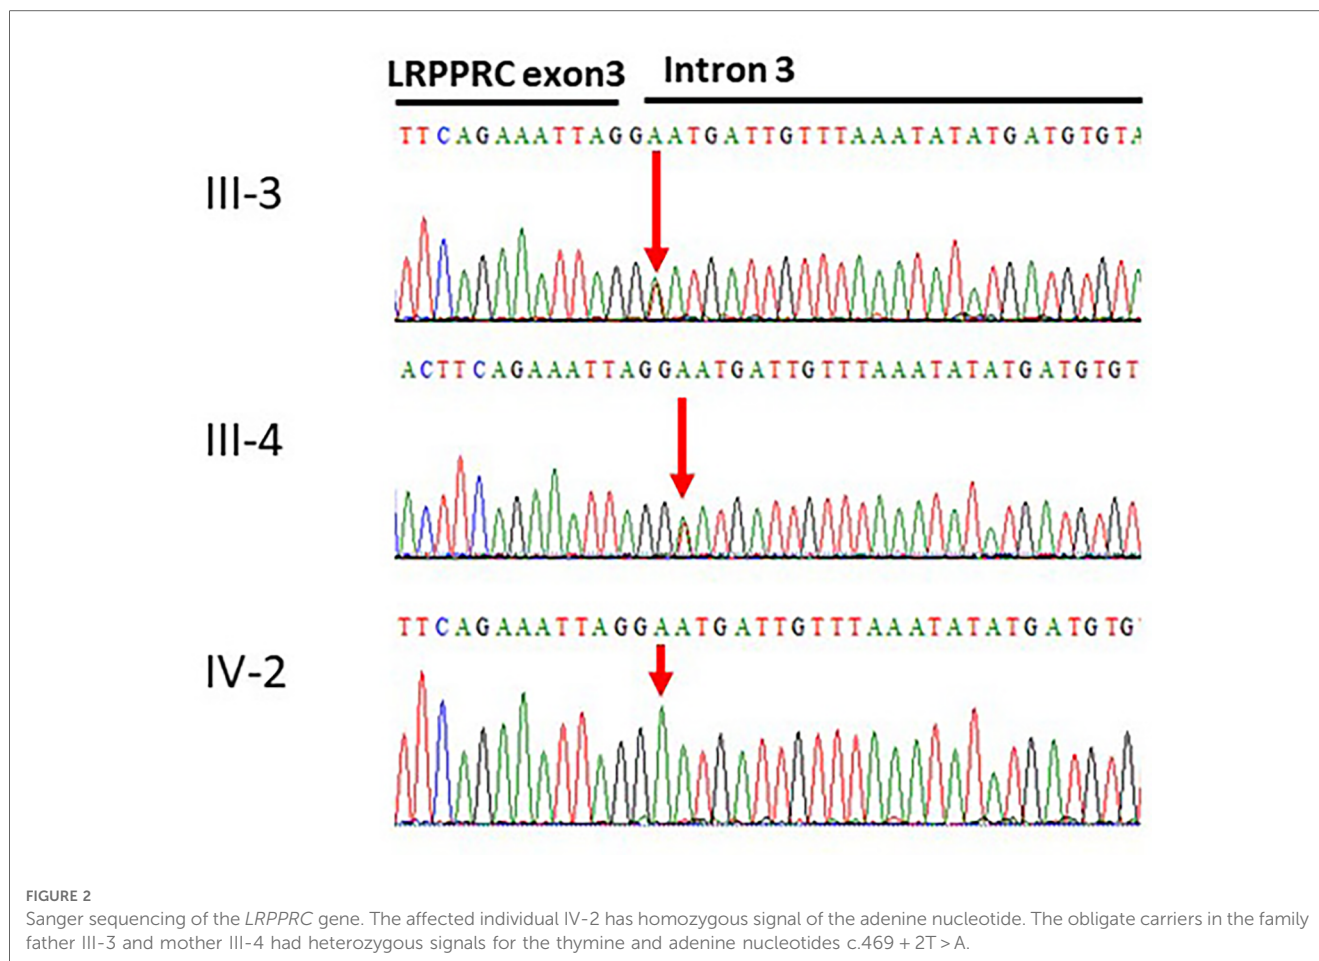 LRPPRC exon3 Intron 3
TTCAGAAATTAGGAATGATTGTTTAAATATATGATGTGTA
III-3
ACTTCAGAAATTAGGAATGATTGTTTAAATATATGATGTGT
III-4
TTCAGAAATTAGGAATGATTGTTTAAATATATGATGTG
IV-2
FIGURE 2
Sanger sequencing of the LRPPRC gene. The affected individual IV-2 has homozygous signal of the adenine nucleotide. The obligate carriers in the family
father III-3 and mother III-4 had heterozygous signals for the thymine and adenine nucleotides c.469 + 2T > A.